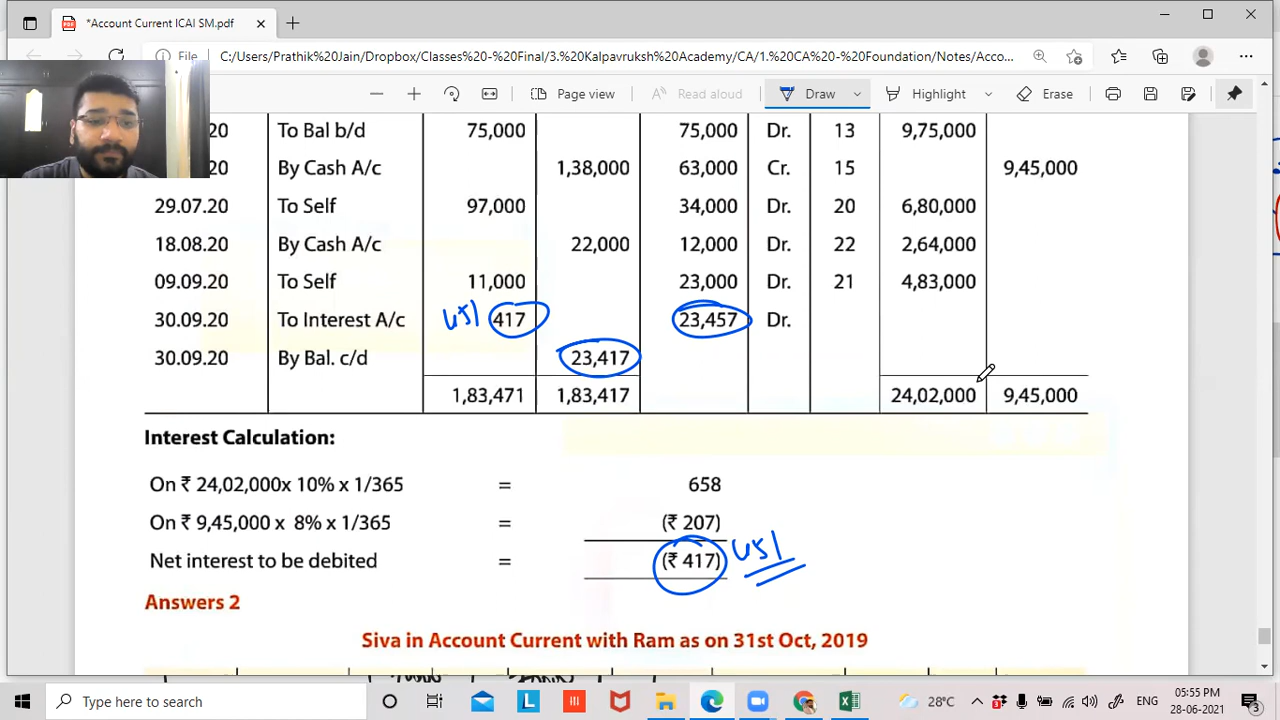 *Account Current ICAI SM.pdf
File C:/Users/Prathik%20Jain/Dropbox/Classes%20-%20Final/3.%20Kalpavruksh%20Academy/CA/1.%20CA%20-%20Foundation/Notes/Acco...
Page view Read aloud Draw Highlight Erase
20 To Bal b/d 75,000 75,000 Dr. 13 9,75,000
20 By Cash A/c 1,38,000 63,000 Cr. 15 9,45,000
29.07.20 To Self 97,000 34,000 Dr. 20 6,80,000
18.08.20 By Cash A/c 22,000 12,000 Dr. 22 2,64,000
09.09.20 To Self 11,000 23,000 Dr. 21 4,83,000
30.09.20 To Interest A/c 451 417 23,457 Dr.
30.09.20 By Bal. c/d 23,417
1,83,471 1,83,417 24,02,000 9,45,000
Interest Calculation:
On ₹ 24,02,000x 10% x 1/365 = 658
On ₹ 9,45,000 x 8% x 1/365 = (₹ 207)
Net interest to be debited = (₹ 417) 451
Answers 2
Siva in Account Current with Ram as on 31st Oct, 2019
Type here to search 28°C ENG 05:55 PM
28-06-2021 3